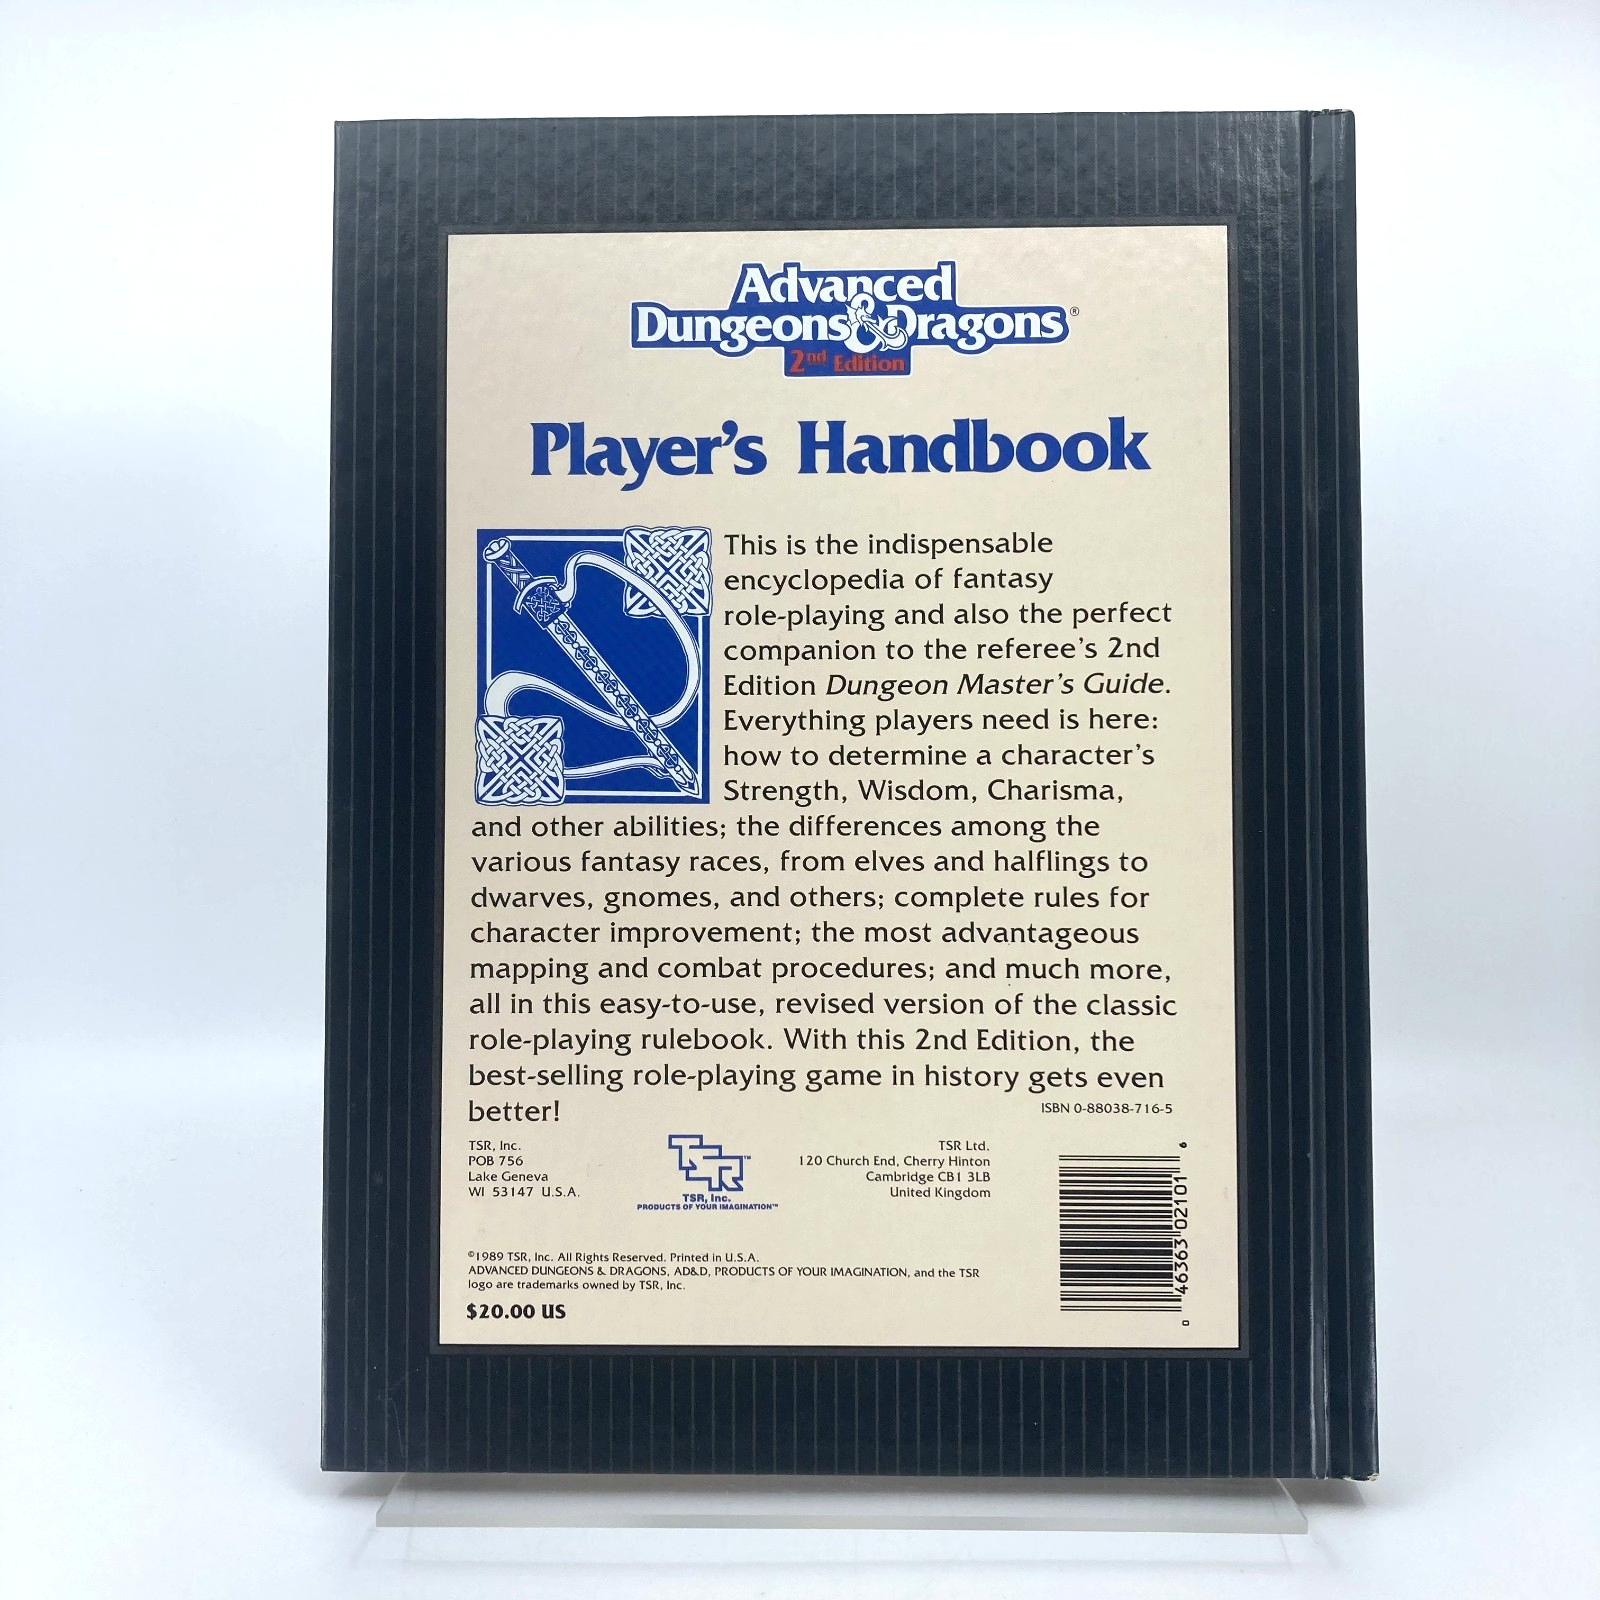 Advanced
Dungeons & Dragons®
2nd Edition
Player's Handbook
This is the indispensable
encyclopedia of fantasy
role-playing and also the perfect
companion to the referee's 2nd
Edition Dungeon Master's Guide.
Everything players need is here:
how to determine a character's
Strength, Wisdom, Charisma,
and other abilities; the differences among the
various fantasy races, from elves and halflings to
dwarves, gnomes, and others; complete rules for
character improvement; the most advantageous
mapping and combat procedures; and much more,
all in this easy-to-use, revised version of the classic
role-playing rulebook. With this 2nd Edition, the
best-selling role-playing game in history gets even
better!
ISBN 0-88038-716-5
TSR, Inc.
POB 756
Lake Geneva
WI 53147 U.S.A.
TSR™
TSR, Inc.
PRODUCTS OF YOUR IMAGINATION™
TSR Ltd.
120 Church End, Cherry Hinton
Cambridge CB1 3LB
United Kingdom
0 46363 02101 6
©1989 TSR, Inc. All Rights Reserved. Printed in U.S.A.
ADVANCED DUNGEONS & DRAGONS, AD&D, PRODUCTS OF YOUR IMAGINATION, and the TSR
logo are trademarks owned by TSR, Inc.
$20.00 US